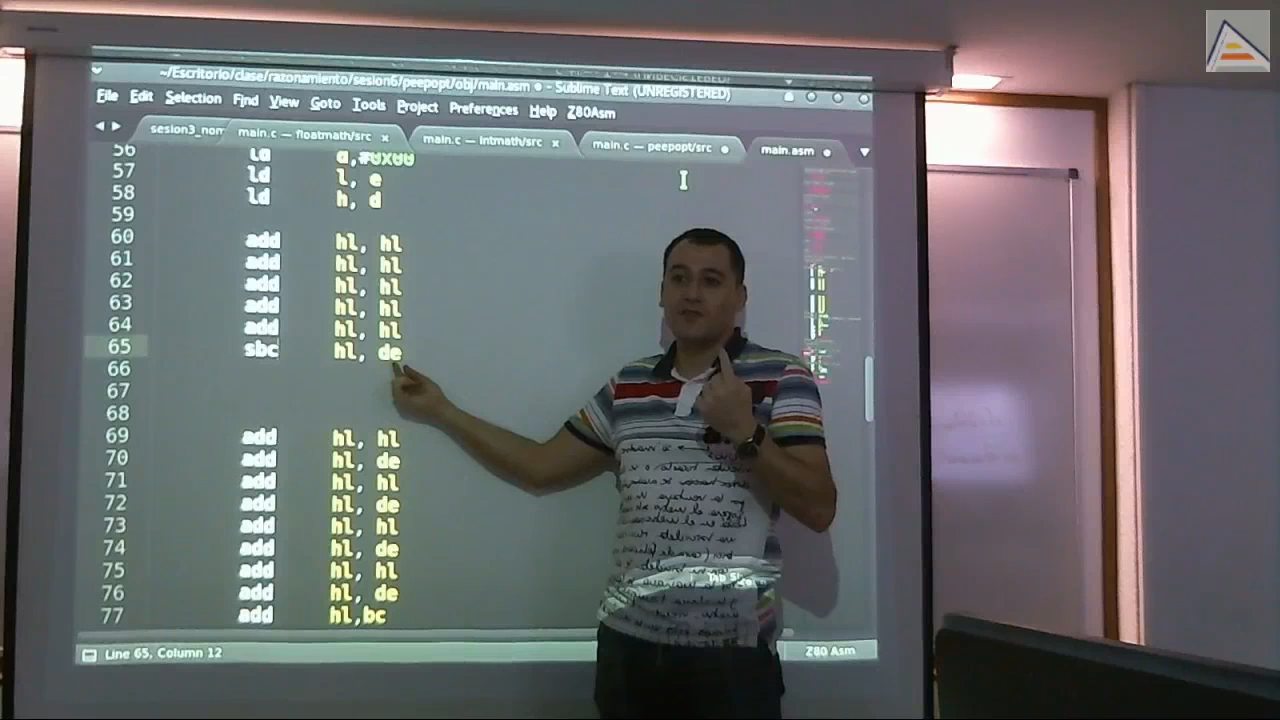 ~/Escritorio/clase/razonamiento/sesion6/peepopt/obj/main.asm • - Sublime Text (UNREGISTERED)
File Edit Selection Find View Goto Tools Project Preferences Help Z80Asm
sesion3_nom main.c — floatmath/src × main.c — intmath/src × main.c — peepopt/src • main.asm •
56 ld d,#0x00
57 ld l, e
58 ld h, d
59
60 add hl, hl
61 add hl, hl
62 add hl, hl
63 add hl, hl
64 add hl, hl
65 sbc hl, de
66
67
68
69 add hl, hl
70 add hl, de
71 add hl, hl
72 add hl, de
73 add hl, hl
74 add hl, de
75 add hl, hl
76 add hl, de
77 add hl,bc
Line 65, Column 12 Z80 Asm